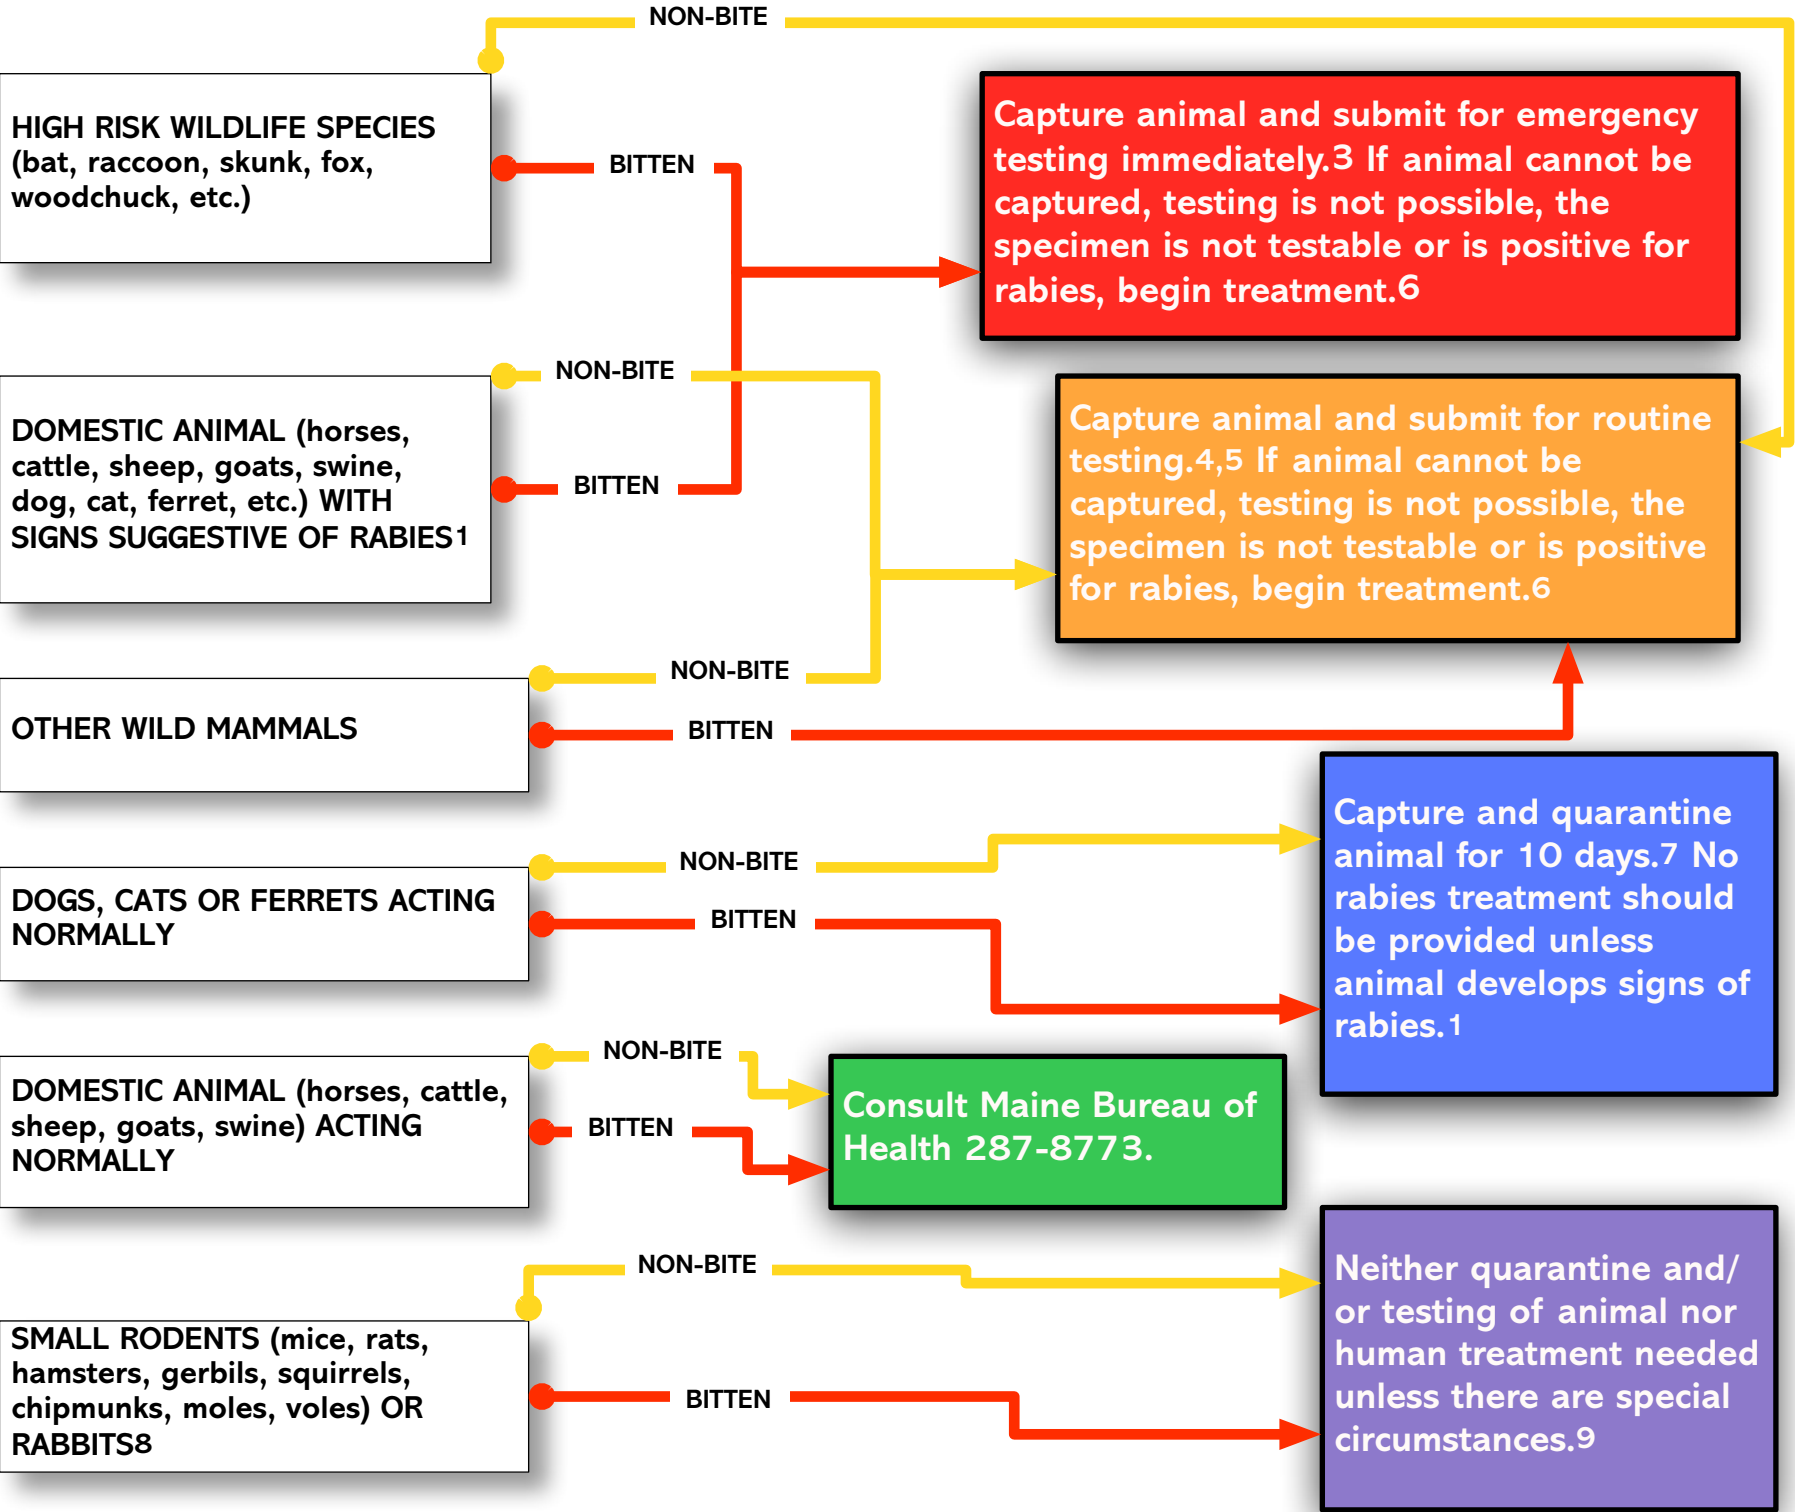 NON-BITE
HIGH RISK WILDLIFE SPECIES
(bat, raccoon, skunk, fox,
woodchuck, etc.)
BITTEN
Capture animal and submit for emergency
testing immediately.3 If animal cannot be
captured, testing is not possible, the
specimen is not testable or is positive for
rabies, begin treatment.6
NON-BITE
DOMESTIC ANIMAL (horses,
cattle, sheep, goats, swine,
dog, cat, ferret, etc.) WITH
SIGNS SUGGESTIVE OF RABIES1
BITTEN
Capture animal and submit for routine
testing.4,5 If animal cannot be
captured, testing is not possible, the
specimen is not testable or is positive
for rabies, begin treatment.6
NON-BITE
OTHER WILD MAMMALS
BITTEN
NON-BITE
DOGS, CATS OR FERRETS ACTING
NORMALLY
BITTEN
Capture and quarantine
animal for 10 days.7 No
rabies treatment should
be provided unless
animal develops signs of
rabies.1
NON-BITE
DOMESTIC ANIMAL (horses, cattle,
sheep, goats, swine) ACTING
NORMALLY
BITTEN
Consult Maine Bureau of
Health 287-8773.
NON-BITE
SMALL RODENTS (mice, rats,
hamsters, gerbils, squirrels,
chipmunks, moles, voles) OR
RABBITS8
BITTEN
Neither quarantine and/
or testing of animal nor
human treatment needed
unless there are special
circumstances.9